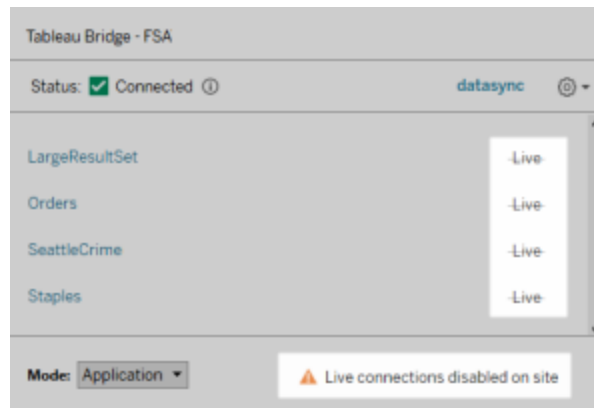 Tableau Bridge - FSA
Status: Connected datasync
LargeResultSet Live
Orders Live
SeattleCrime Live
Staples Live
Mode: Application Live connections disabled on site